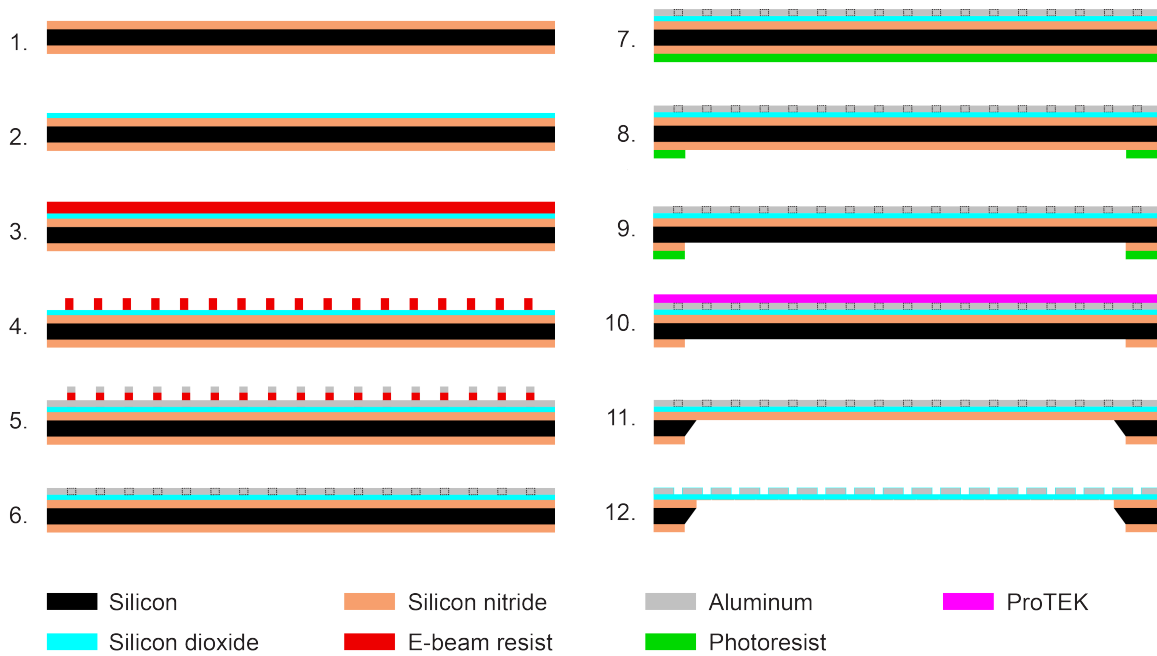 1.
2.
3.
4.
5.
6.
7.
8.
9.
10.
11.
12.
Silicon
Silicon nitride
Aluminum
ProTEK
Silicon dioxide
E-beam resist
Photoresist